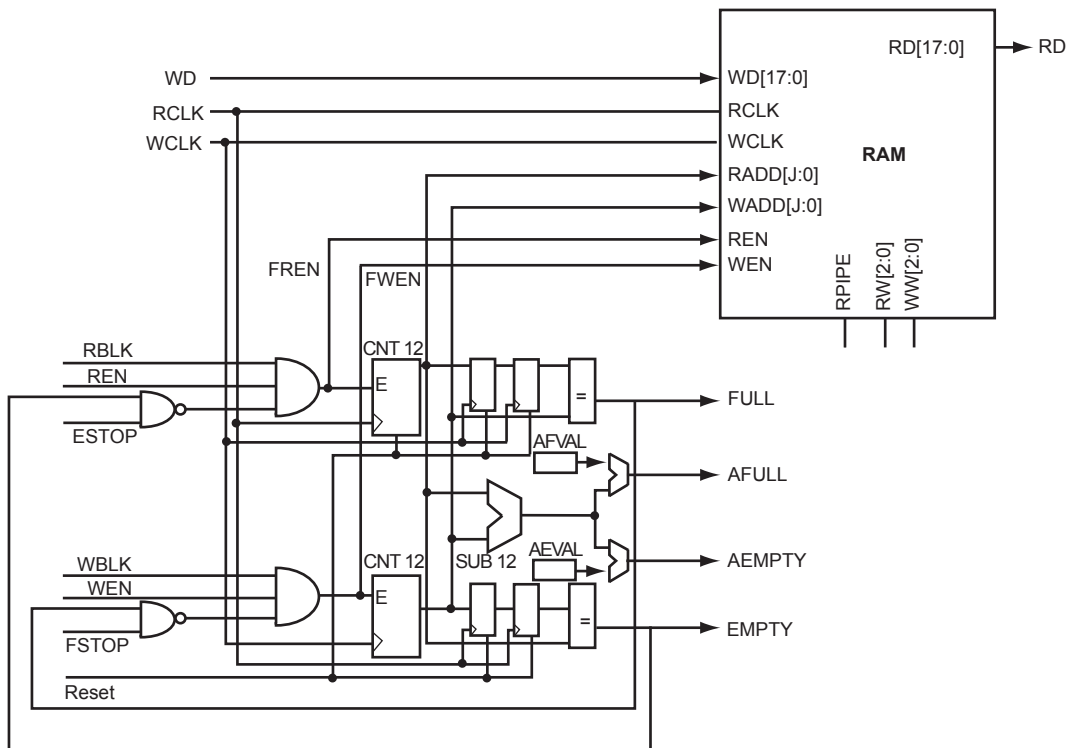 RD[17:0]
RD
WD
WD[17:0]
RCLK
RCLK
WCLK
WCLK
RAM
RADD[J:0]
WADD[J:0]
REN
FREN
FWEN
WEN
RPIPE
RW[2:0]
WW[2:0]
CNT 12
RBLK
REN
E
=
FULL
ESTOP
AFVAL
AFULL
CNT 12
SUB 12
AEVAL
AEMPTY
WBLK
WEN
E
=
EMPTY
FSTOP
Reset